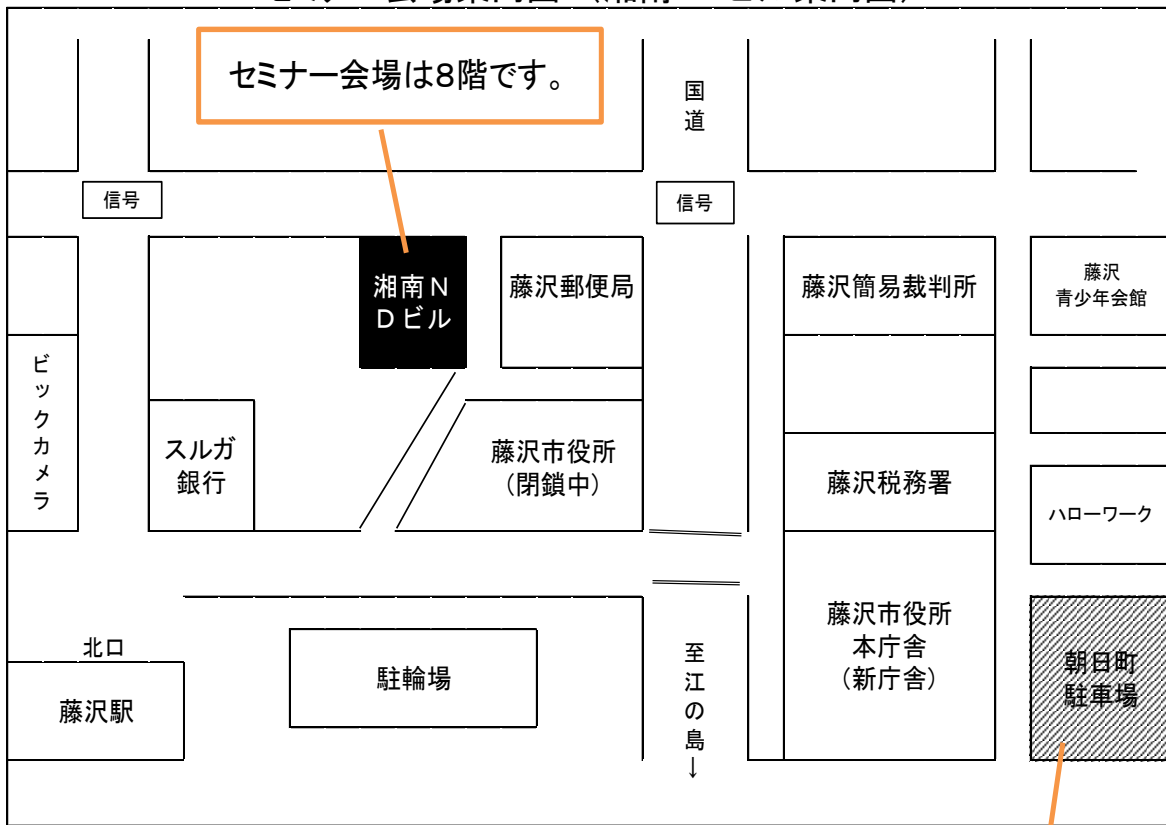 セミナー会場は８階です。
国道
信号
信号
湘南Ｎ
Ｄビル
藤沢郵便局
藤沢簡易裁判所
藤沢
青少年会館
ビックカメラ
スルガ
銀行
藤沢市役所
（閉鎖中）
藤沢税務署
ハローワーク
北口
藤沢駅
駐輪場
至江の島↓
藤沢市役所
本庁舎
（新庁舎）
朝日町
駐車場